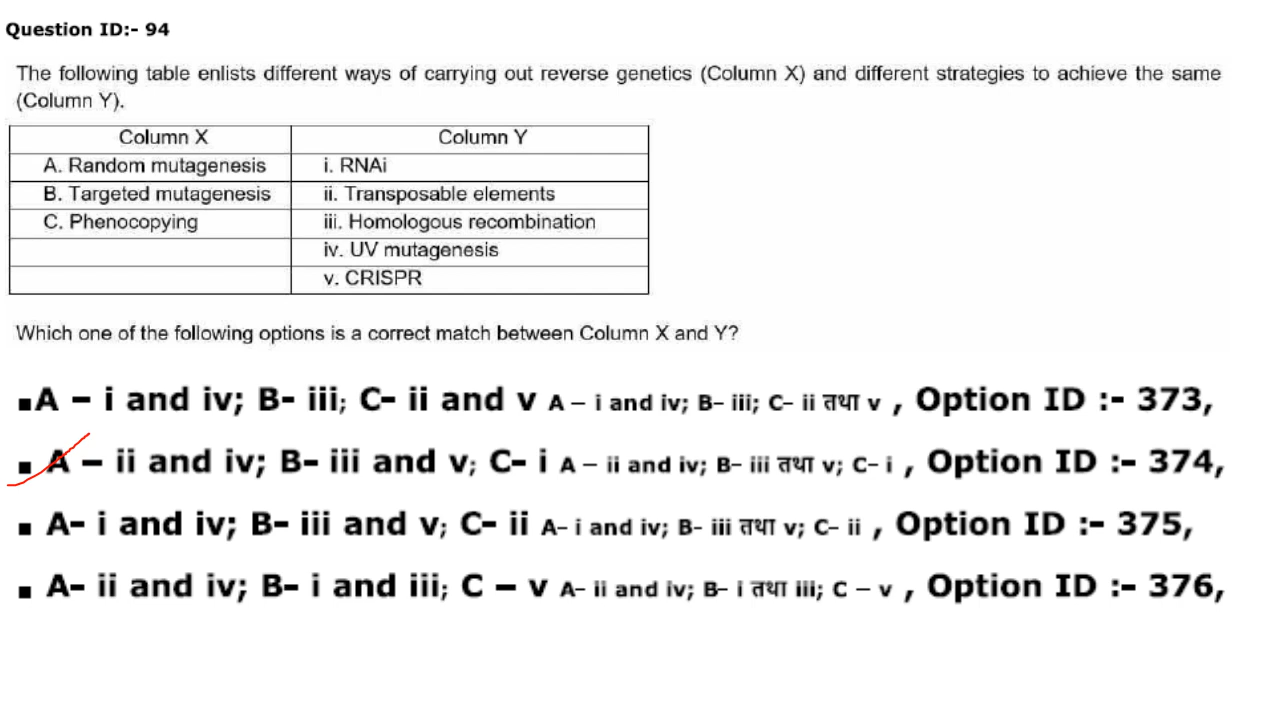 Question ID:- 94
The following table enlists different ways of carrying out reverse genetics (Column X) and different strategies to achieve the same
(Column Y).
Column X Column Y
A. Random mutagenesis i. RNAi
B. Targeted mutagenesis ii. Transposable elements
C. Phenocopying iii. Homologous recombination
iv. UV mutagenesis
v. CRISPR
Which one of the following options is a correct match between Column X and Y?
▪A – i and iv; B- iii; C- ii and v A – i and iv; B- iii; C- ii तथा v , Option ID :- 373,
▪ A – ii and iv; B- iii and v; C- i A – ii and iv; B- iii तथा v; C- i , Option ID :- 374,
▪ A- i and iv; B- iii and v; C- ii A- i and iv; B- iii तथा v; C- ii , Option ID :- 375,
▪ A- ii and iv; B- i and iii; C – v A- ii and iv; B- i तथा iii; C – v , Option ID :- 376,